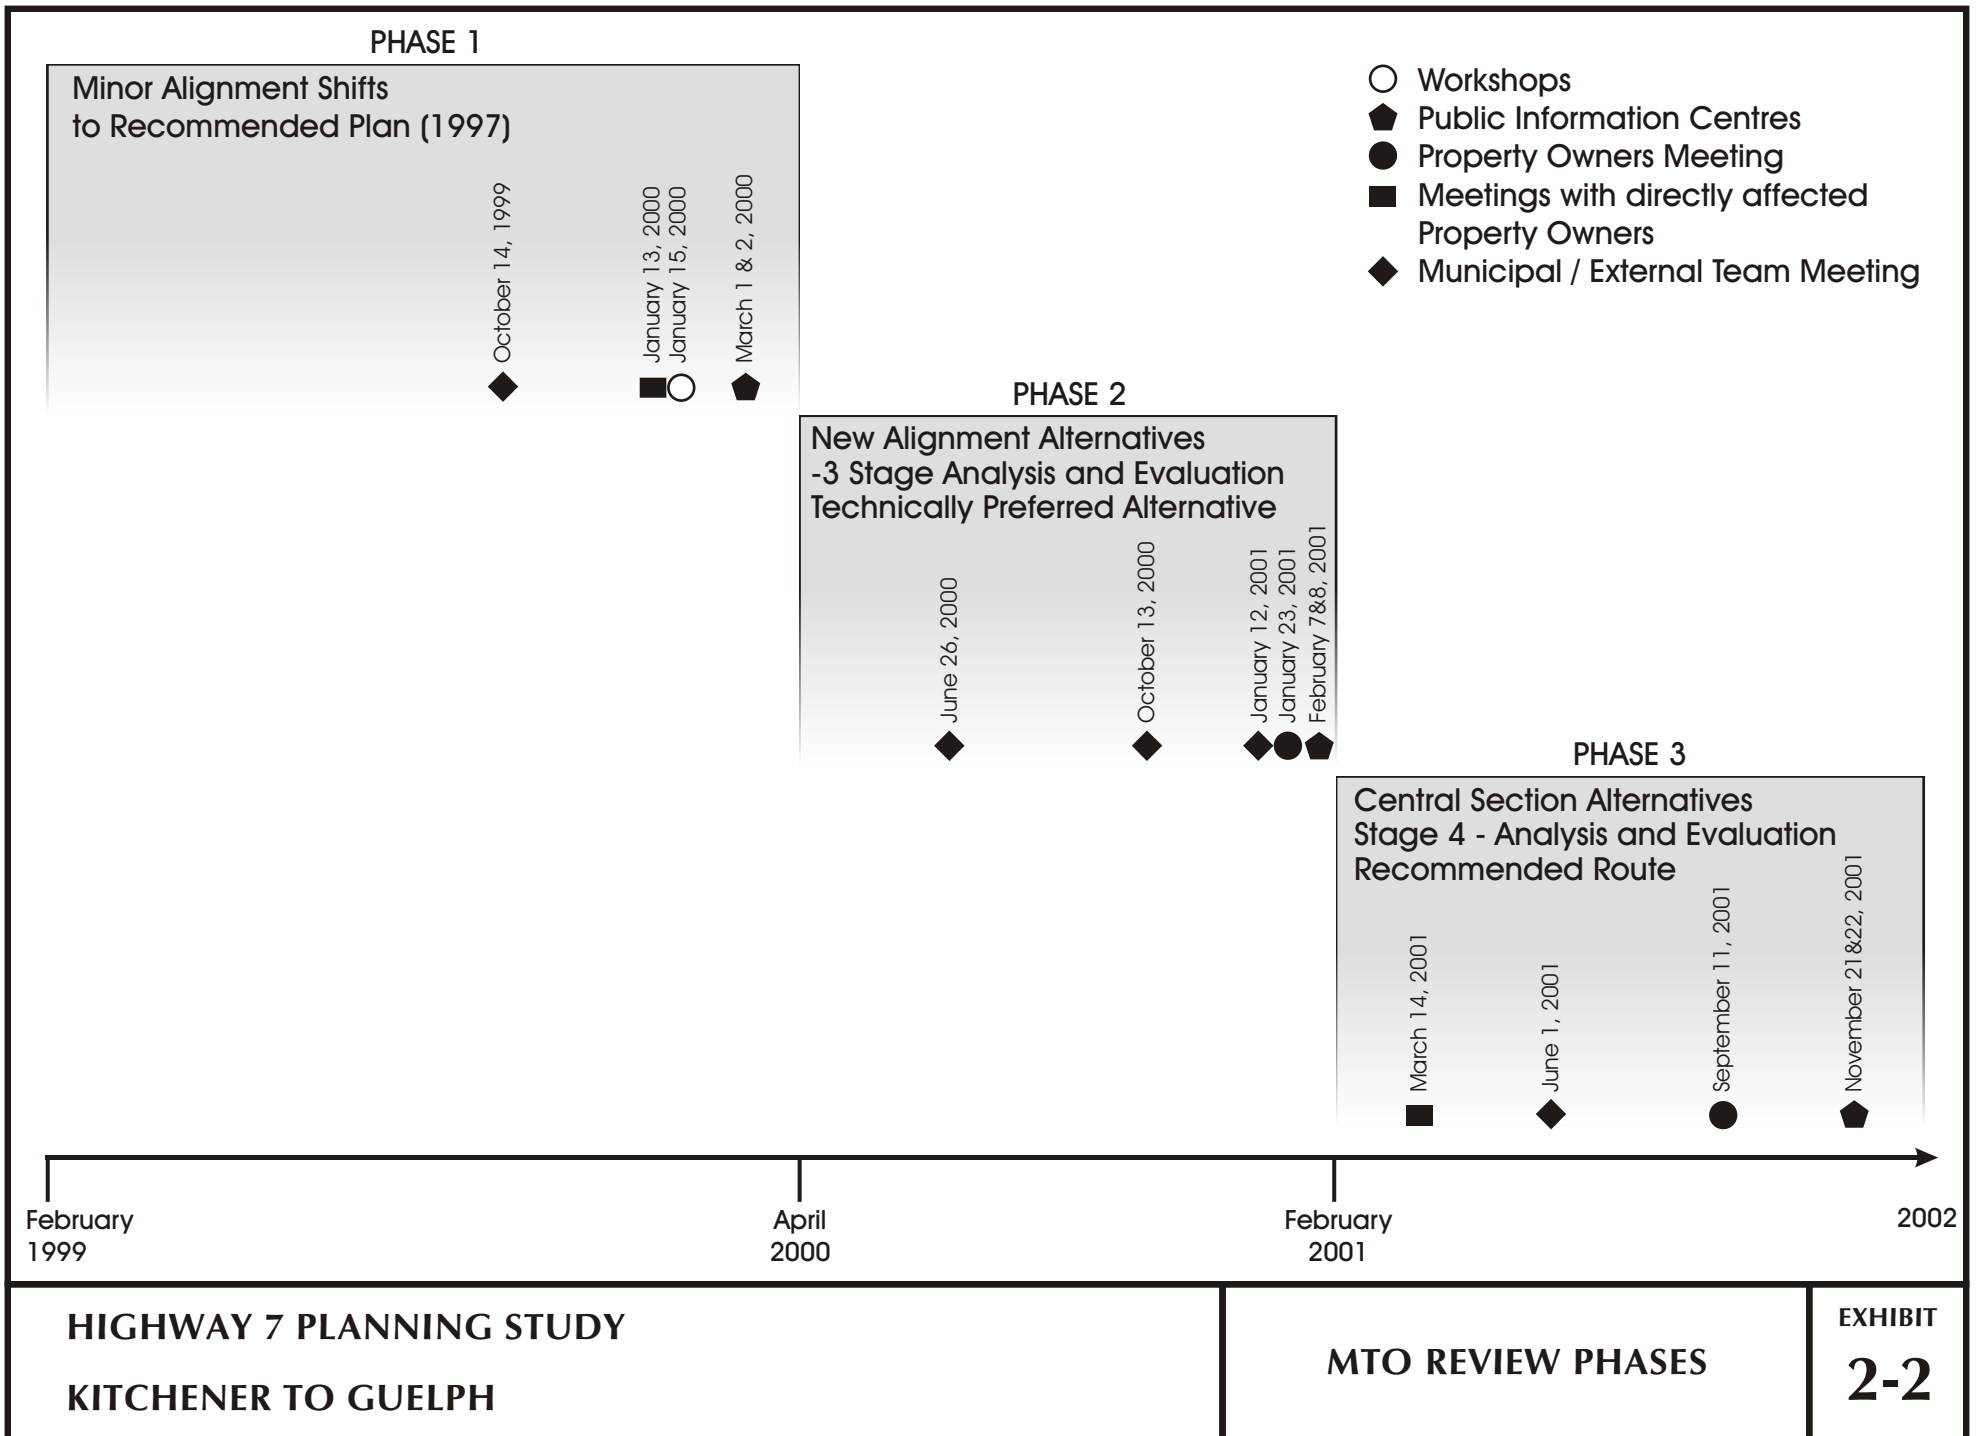 PHASE 1
Minor Alignment Shifts
to Recommended Plan (1997)
October 14, 1999
January 13, 2000
January 15, 2000
March 1 & 2, 2000
Workshops
Public Information Centres
Property Owners Meeting
Meetings with directly affected
Property Owners
Municipal / External Team Meeting
PHASE 2
New Alignment Alternatives
-3 Stage Analysis and Evaluation
Technically Preferred Alternative
June 26, 2000
October 13, 2000
January 12, 2001
January 23, 2001
February 7&8, 2001
PHASE 3
Central Section Alternatives
Stage 4 - Analysis and Evaluation
Recommended Route
March 14, 2001
June 1, 2001
September 11, 2001
November 21&22, 2001
February
1999
April
2000
February
2001
2002
HIGHWAY 7 PLANNING STUDY
KITCHENER TO GUELPH
MTO REVIEW PHASES
EXHIBIT
2-2